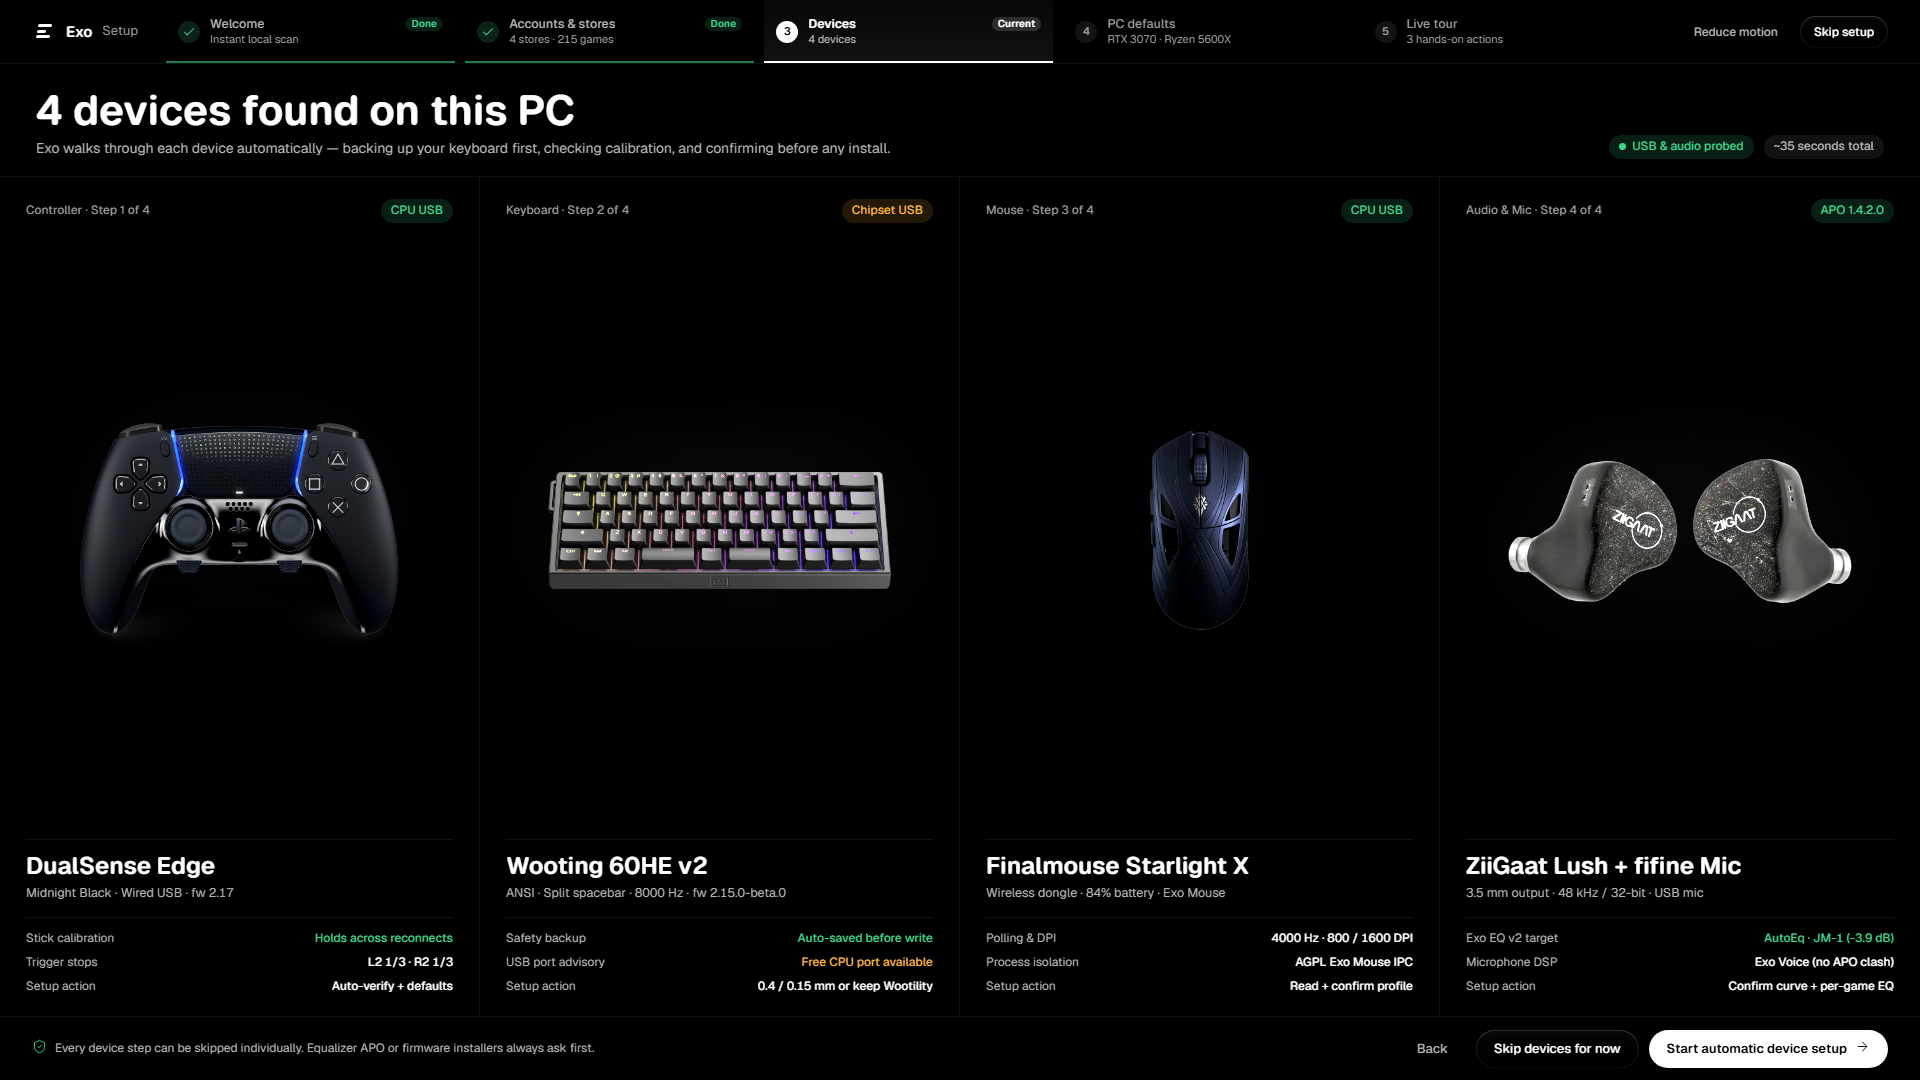 Exo Setup
Welcome
Instant local scan
Done
Accounts & stores
4 stores · 215 games
Done
3
Devices
4 devices
Current
4
PC defaults
RTX 3070 · Ryzen 5600X
5
Live tour
3 hands-on actions
Reduce motion
Skip setup
4 devices found on this PC
Exo walks through each device automatically — backing up your keyboard first, checking calibration, and confirming before any install.
USB & audio probed
~35 seconds total
Controller · Step 1 of 4
CPU USB
Keyboard · Step 2 of 4
Chipset USB
Mouse · Step 3 of 4
CPU USB
Audio & Mic · Step 4 of 4
APO 1.4.2.0
ZIIGAAT
ZIIGAAT
DualSense Edge
Midnight Black · Wired USB · fw 2.17
Stick calibration
Holds across reconnects
Trigger stops
L2 1/3 · R2 1/3
Setup action
Auto-verify + defaults
Wooting 60HE v2
ANSI · Split spacebar · 8000 Hz · fw 2.15.0-beta.0
Safety backup
Auto-saved before write
USB port advisory
Free CPU port available
Setup action
0.4 / 0.15 mm or keep Wootility
Finalmouse Starlight X
Wireless dongle · 84% battery · Exo Mouse
Polling & DPI
4000 Hz · 800 / 1600 DPI
Process isolation
AGPL Exo Mouse IPC
Setup action
Read + confirm profile
ZiiGaat Lush + fifine Mic
3.5 mm output · 48 kHz / 32-bit · USB mic
Exo EQ v2 target
AutoEq · JM-1 (-3.9 dB)
Microphone DSP
Exo Voice (no APO clash)
Setup action
Confirm curve + per-game EQ
Every device step can be skipped individually. Equalizer APO or firmware installers always ask first.
Back
Skip devices for now
Start automatic device setup